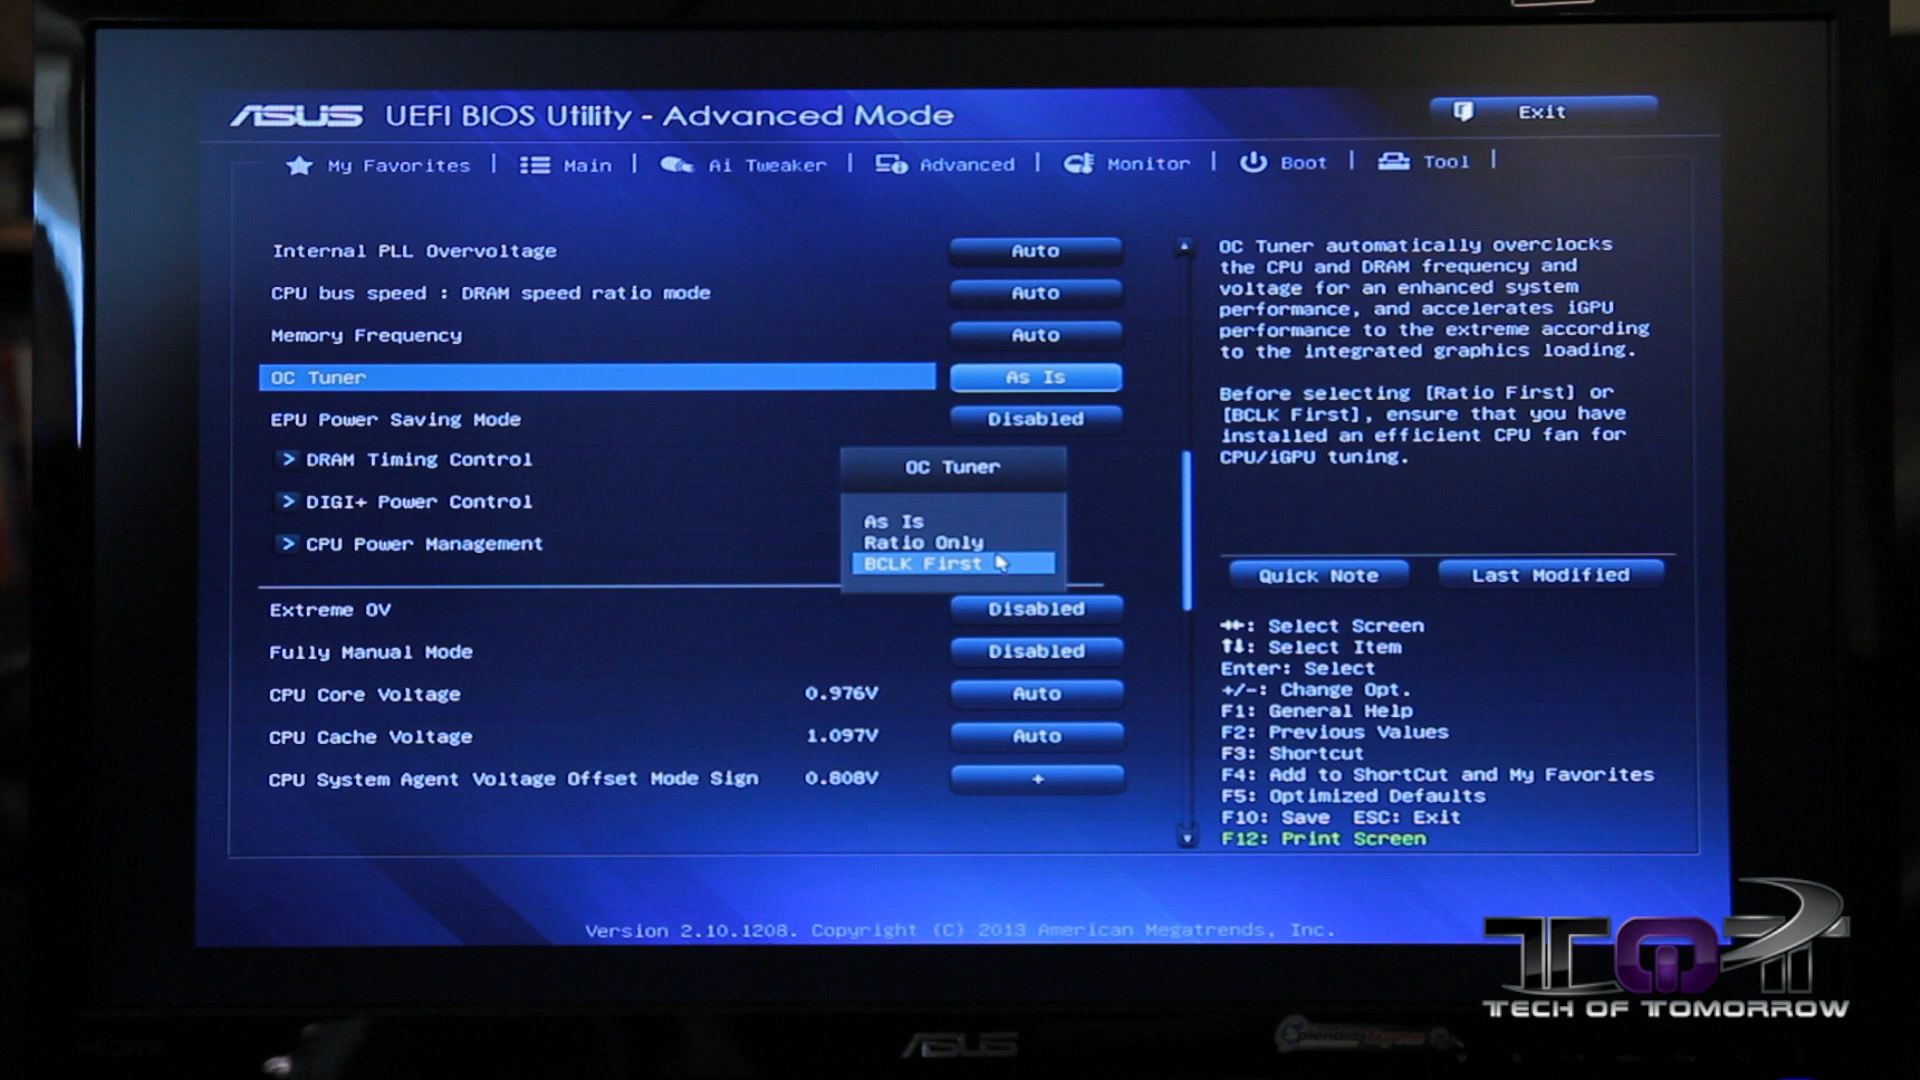 ASUS UEFI BIOS Utility - Advanced Mode
Exit
My Favorites | Main | Ai Tweaker | Advanced | Monitor | Boot | Tool |
Internal PLL Overvoltage Auto
CPU bus speed : DRAM speed ratio mode Auto
Memory Frequency Auto
OC Tuner As Is
EPU Power Saving Mode Disabled
> DRAM Timing Control
> DIGI+ Power Control
> CPU Power Management
OC Tuner
As Is
Ratio Only
BCLK First
Extreme OV Disabled
Fully Manual Mode Disabled
CPU Core Voltage 0.976V Auto
CPU Cache Voltage 1.097V Auto
CPU System Agent Voltage Offset Mode Sign 0.808V +
OC Tuner automatically overclocks
the CPU and DRAM frequency and
voltage for an enhanced system
performance, and accelerates iGPU
performance to the extreme according
to the integrated graphics loading.
Before selecting [Ratio First] or
[BCLK First], ensure that you have
installed an efficient CPU fan for
CPU/iGPU tuning.
Quick Note
Last Modified
→←: Select Screen
↑↓: Select Item
Enter: Select
+/-: Change Opt.
F1: General Help
F2: Previous Values
F3: Shortcut
F4: Add to ShortCut and My Favorites
F5: Optimized Defaults
F10: Save ESC: Exit
F12: Print Screen
Version 2.10.1208. Copyright (C) 2013 American Megatrends, Inc.
TOT
TECH OF TOMORROW
ASUS
HDMI